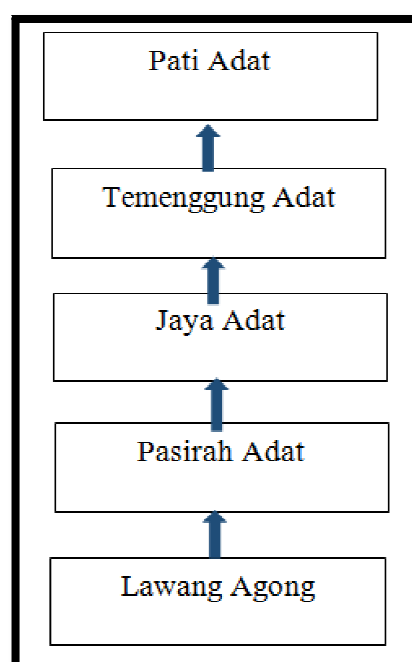 Pati Adat
Temenggung Adat
Jaya Adat
Pasirah Adat
Lawang Agong